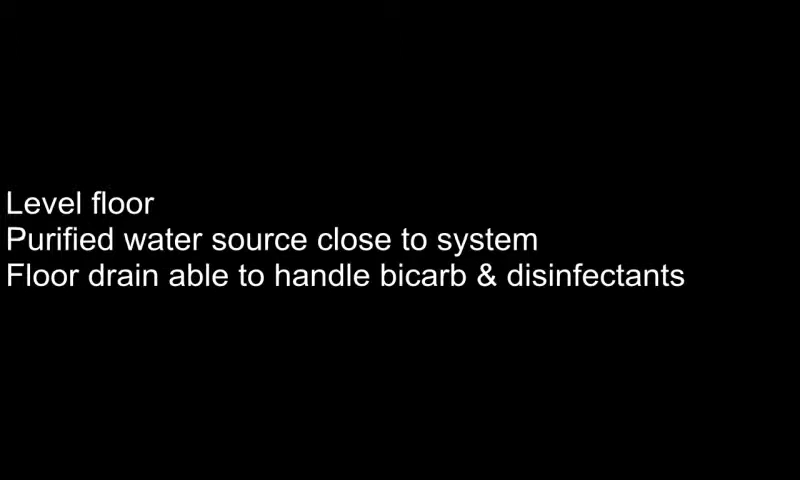 Level floor
Purified water source close to system
Floor drain able to handle bicarb & disinfectants